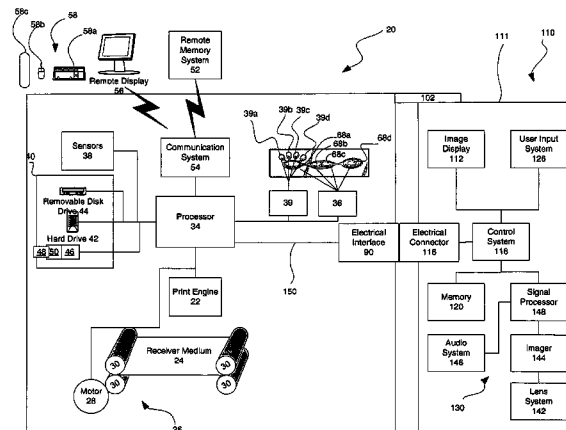 58c
58b
58
58a
Remote Display
56
Remote Memory System 52
20
111
110
102
39b
39c
39a
39d
68a
68b
68c
68d
Sensors 38
Communication System 54
Image Display 112
User Input System 126
40
Removable Disk Drive 44
Hard Drive 42
48 50 46
Processor 34
39
36
Electrical Interface 90
Electrical Connector 116
Control System 118
150
Print Engine 22
Memory 120
Signal Processor 148
Audio System 146
Imager 144
Receiver Medium 24
30
30
30
30
Motor 28
130
Lens System 142